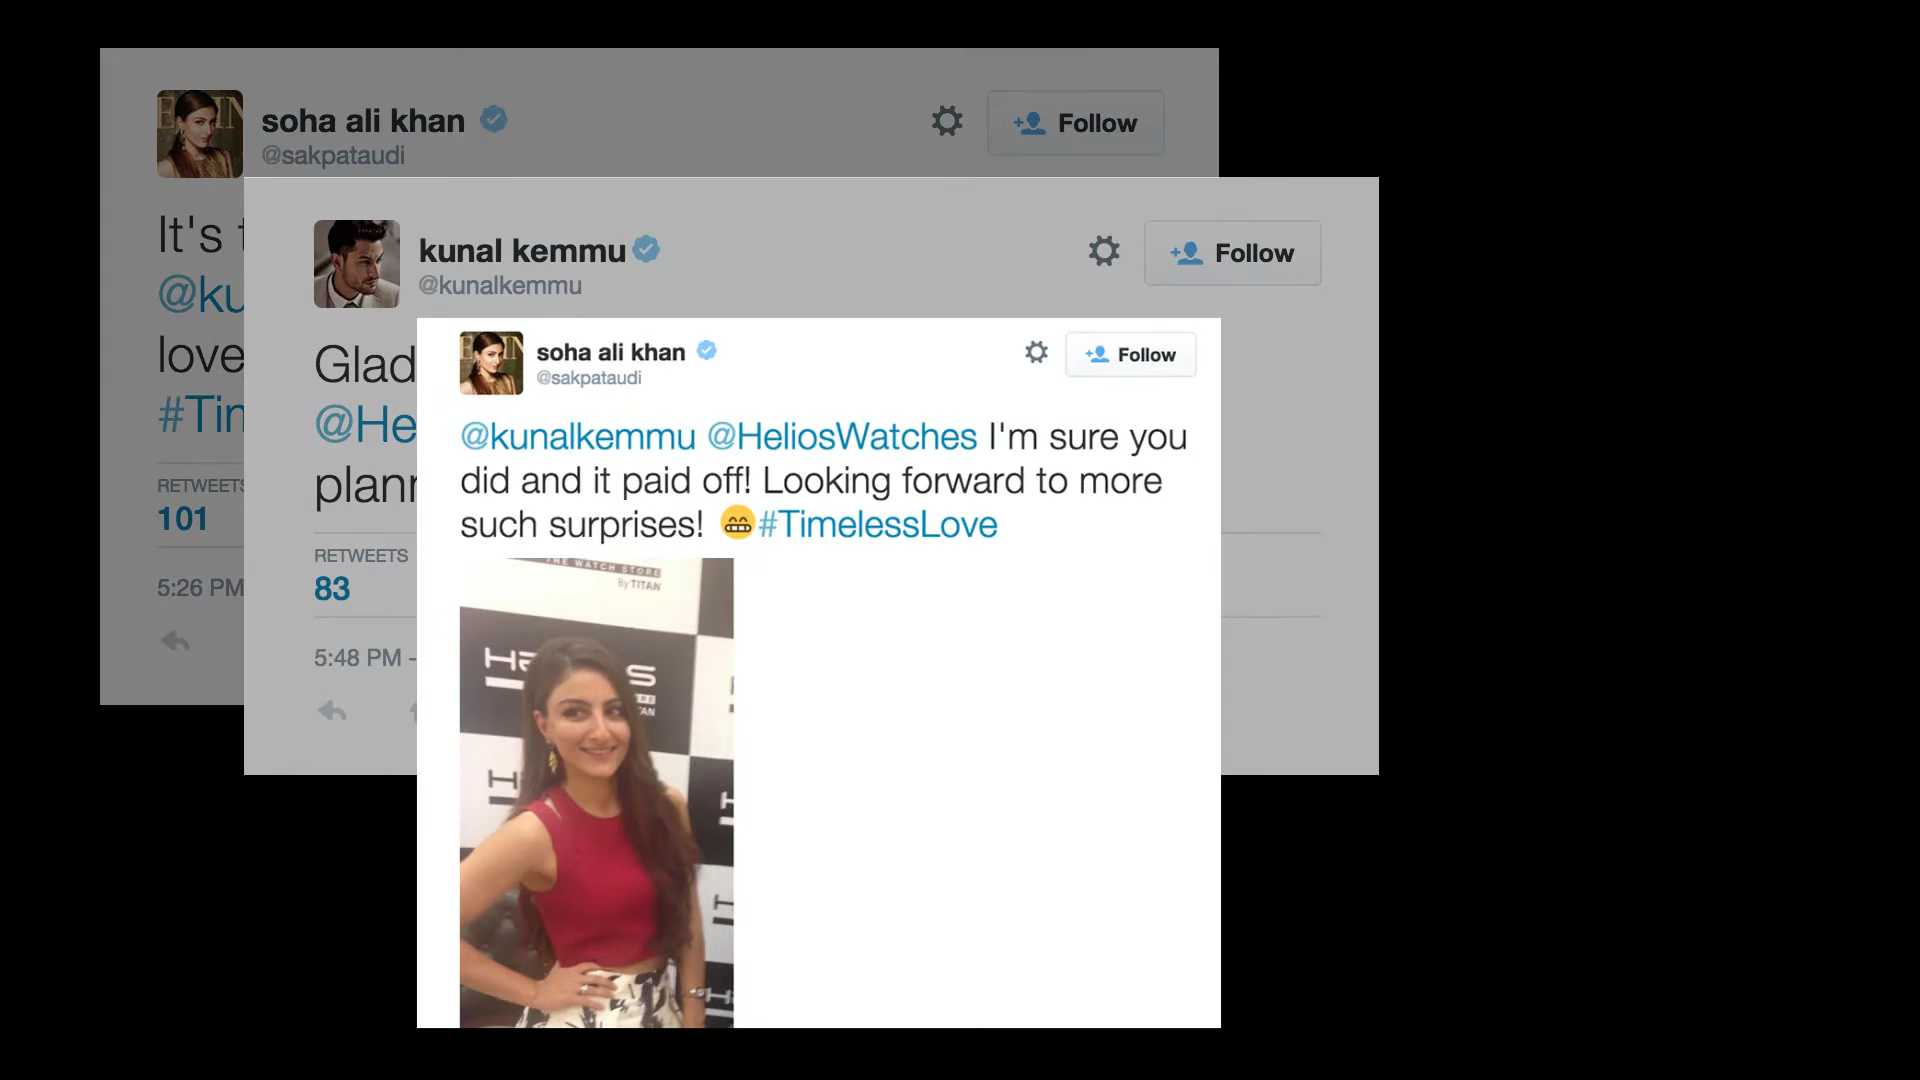 soha ali khan
@sakpataudi
Follow
It's
@ku
love
#Tin
RETWEETS
101
5:26 PM
kunal kemmu
@kunalkemmu
Follow
Glad
@He
plann
RETWEETS
83
5:48 PM -
soha ali khan
@sakpataudi
Follow
@kunalkemmu @HeliosWatches I'm sure you
did and it paid off! Looking forward to more
such surprises! 😁#TimelessLove
THE WATCH STORE
By TITAN